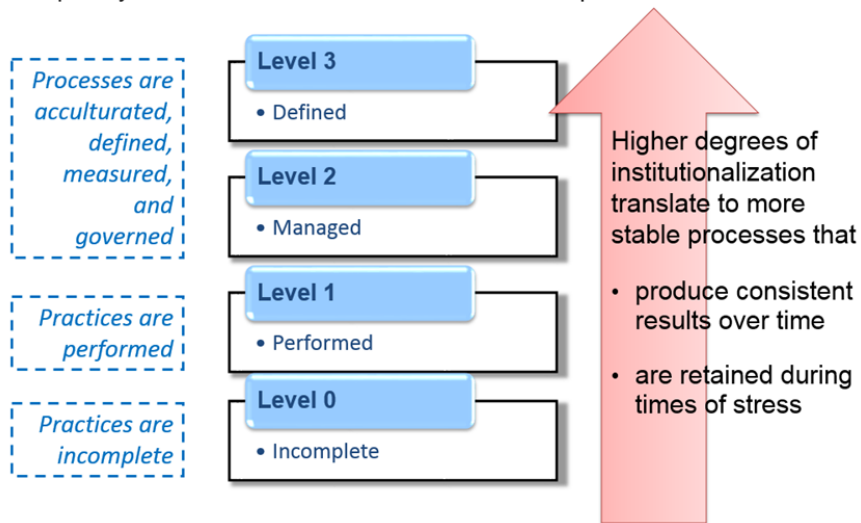 Processes are
acculturated,
defined,
measured,
and
governed
Level 3
• Defined
Level 2
• Managed
Practices are
performed
Level 1
• Performed
Practices are
incomplete
Level 0
• Incomplete
Higher degrees of
institutionalization
translate to more
stable processes that
• produce consistent
results over time
• are retained during
times of stress